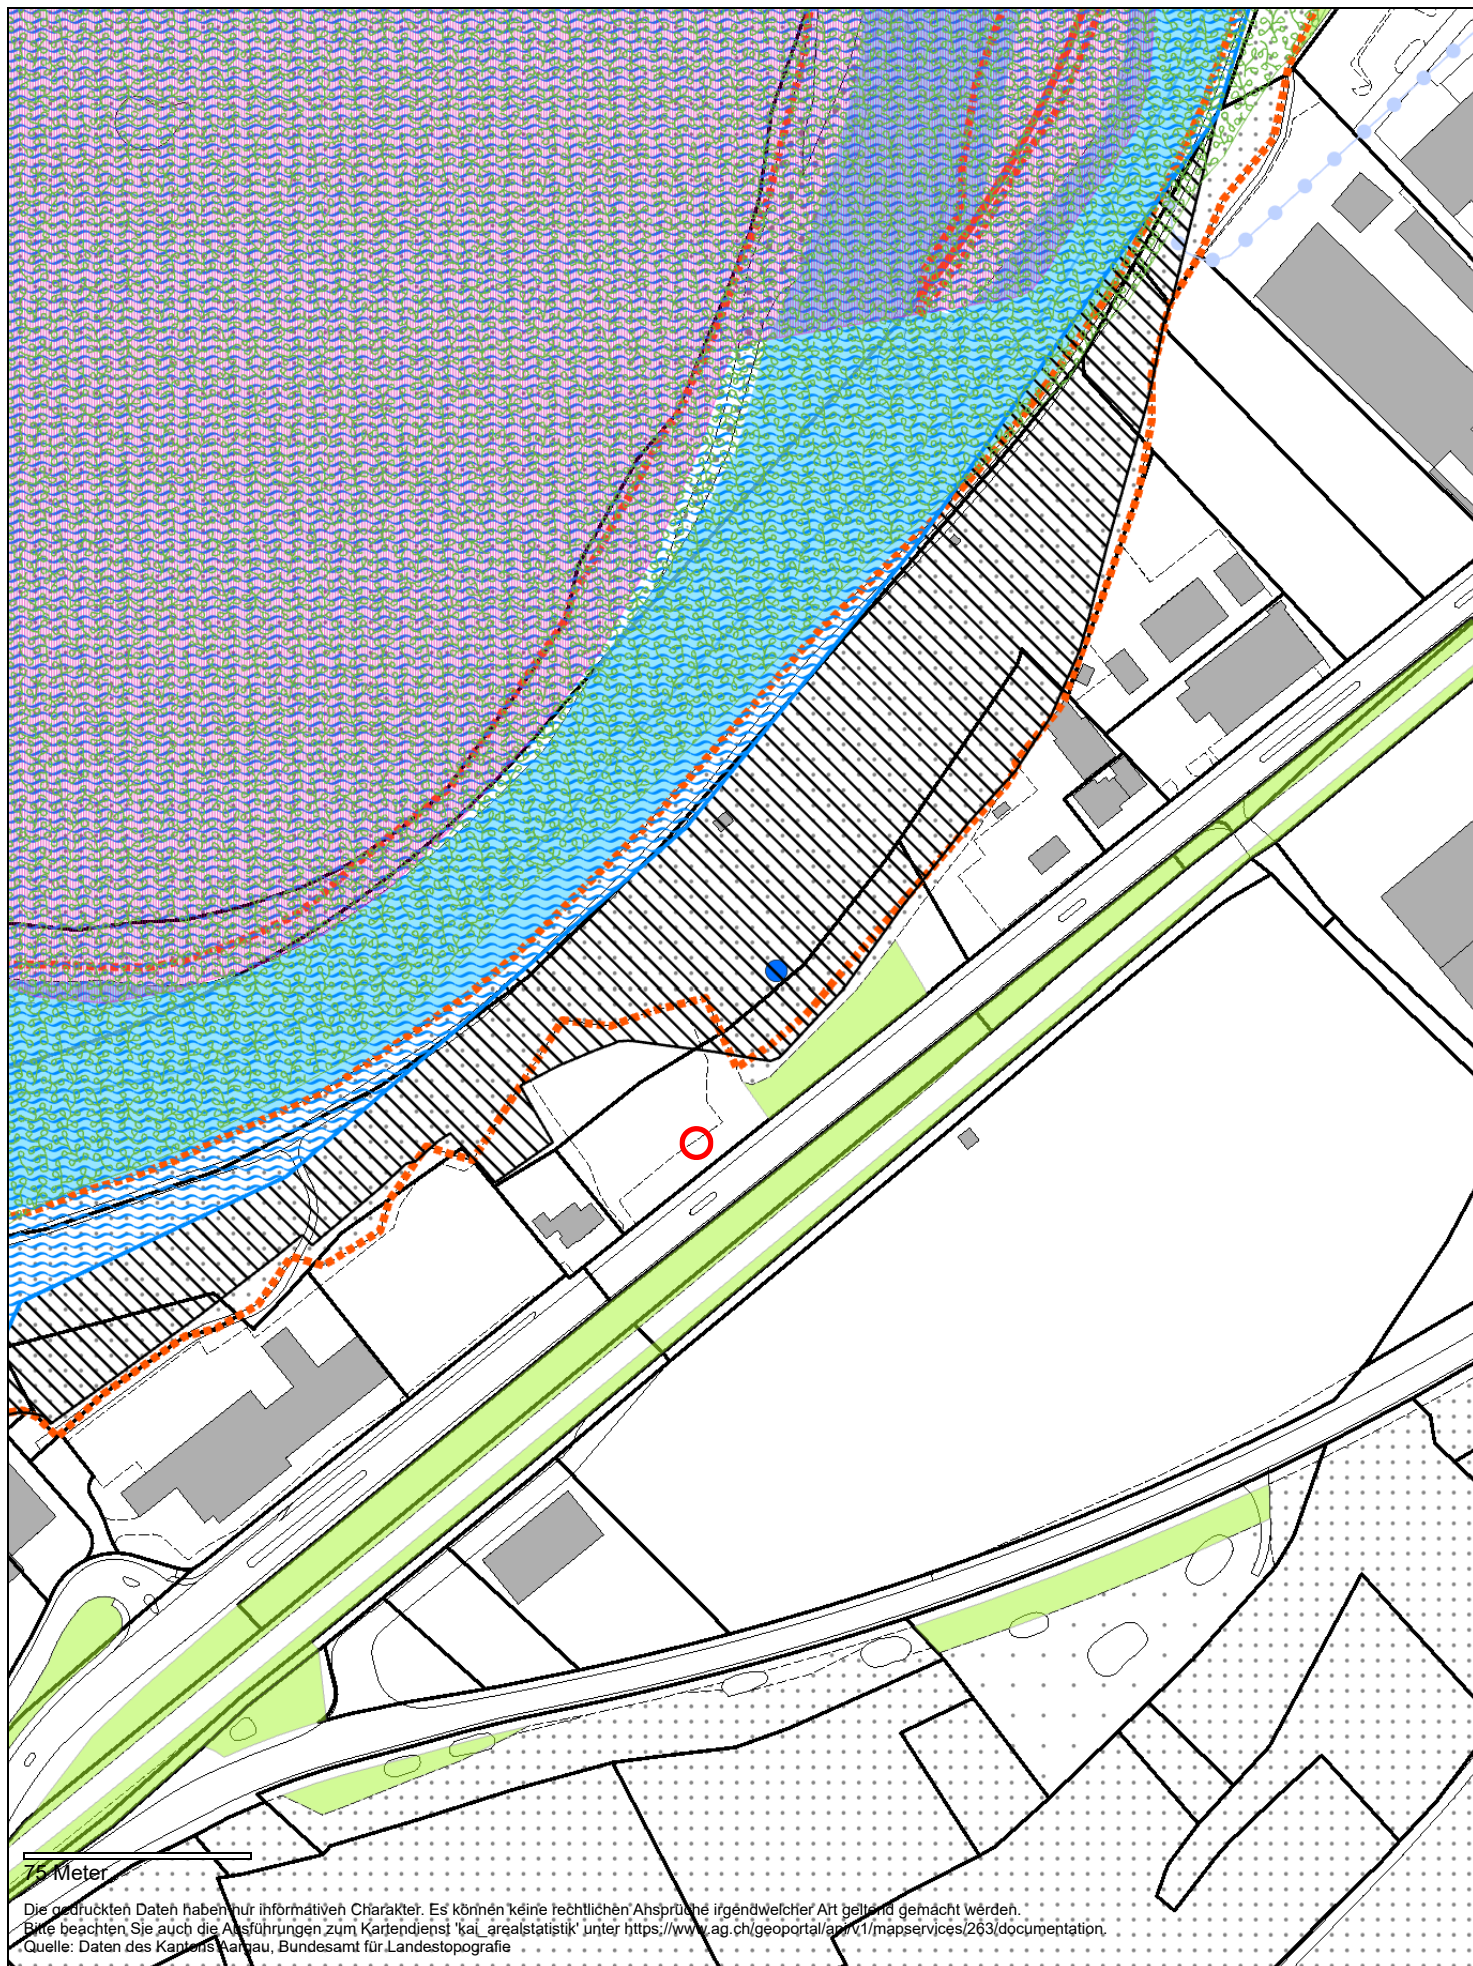 75 Meter
Die gedruckten Daten haben nur informativen Charakter. Es können keine rechtlichen Ansprüche irgendwelcher Art geltend gemacht werden.
Bitte beachten Sie auch die Ausführungen zum Kartendienst 'kai_arealstatistik' unter https://www.ag.ch/geoportal/api/v1/mapservices/263/documentation.
Quelle: Daten des Kantons Aargau, Bundesamt für Landestopografie